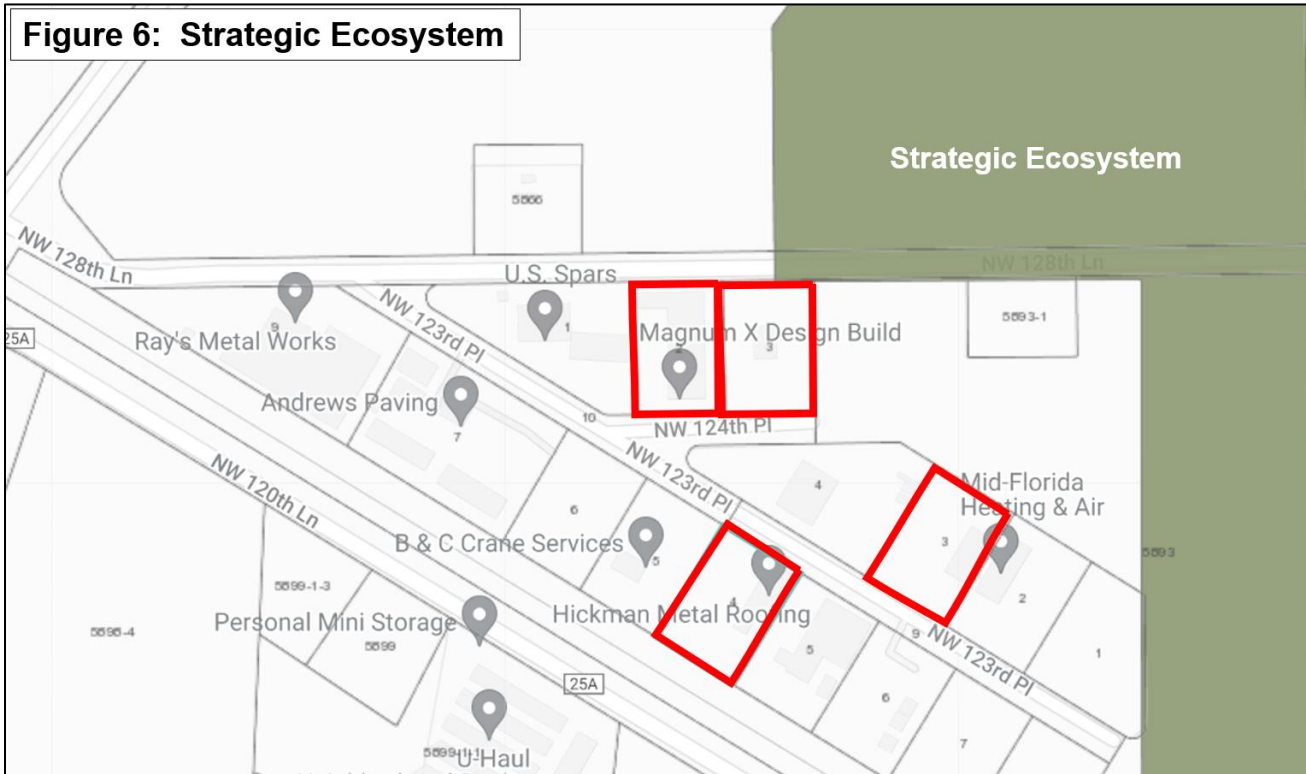 Figure 6:  Strategic Ecosystem
Strategic Ecosystem
5866
NW 128th Ln
NW 128th Ln
U.S. Spars
NW 123rd Pl
5893-1
9
1
Ray's Metal Works
25A
Magnum X Design Build
2
3
Andrews Paving
10
7
NW 124th Pl
NW 123rd Pl
NW 120th Ln
4
Mid-Florida
Heating & Air
6
B & C Crane Services
3
5
5893
5899-1-3
2
Hickman Metal Roofing
4
Personal Mini Storage
9
NW 123rd Pl
5899
5
1
25A
6
7
U-Haul